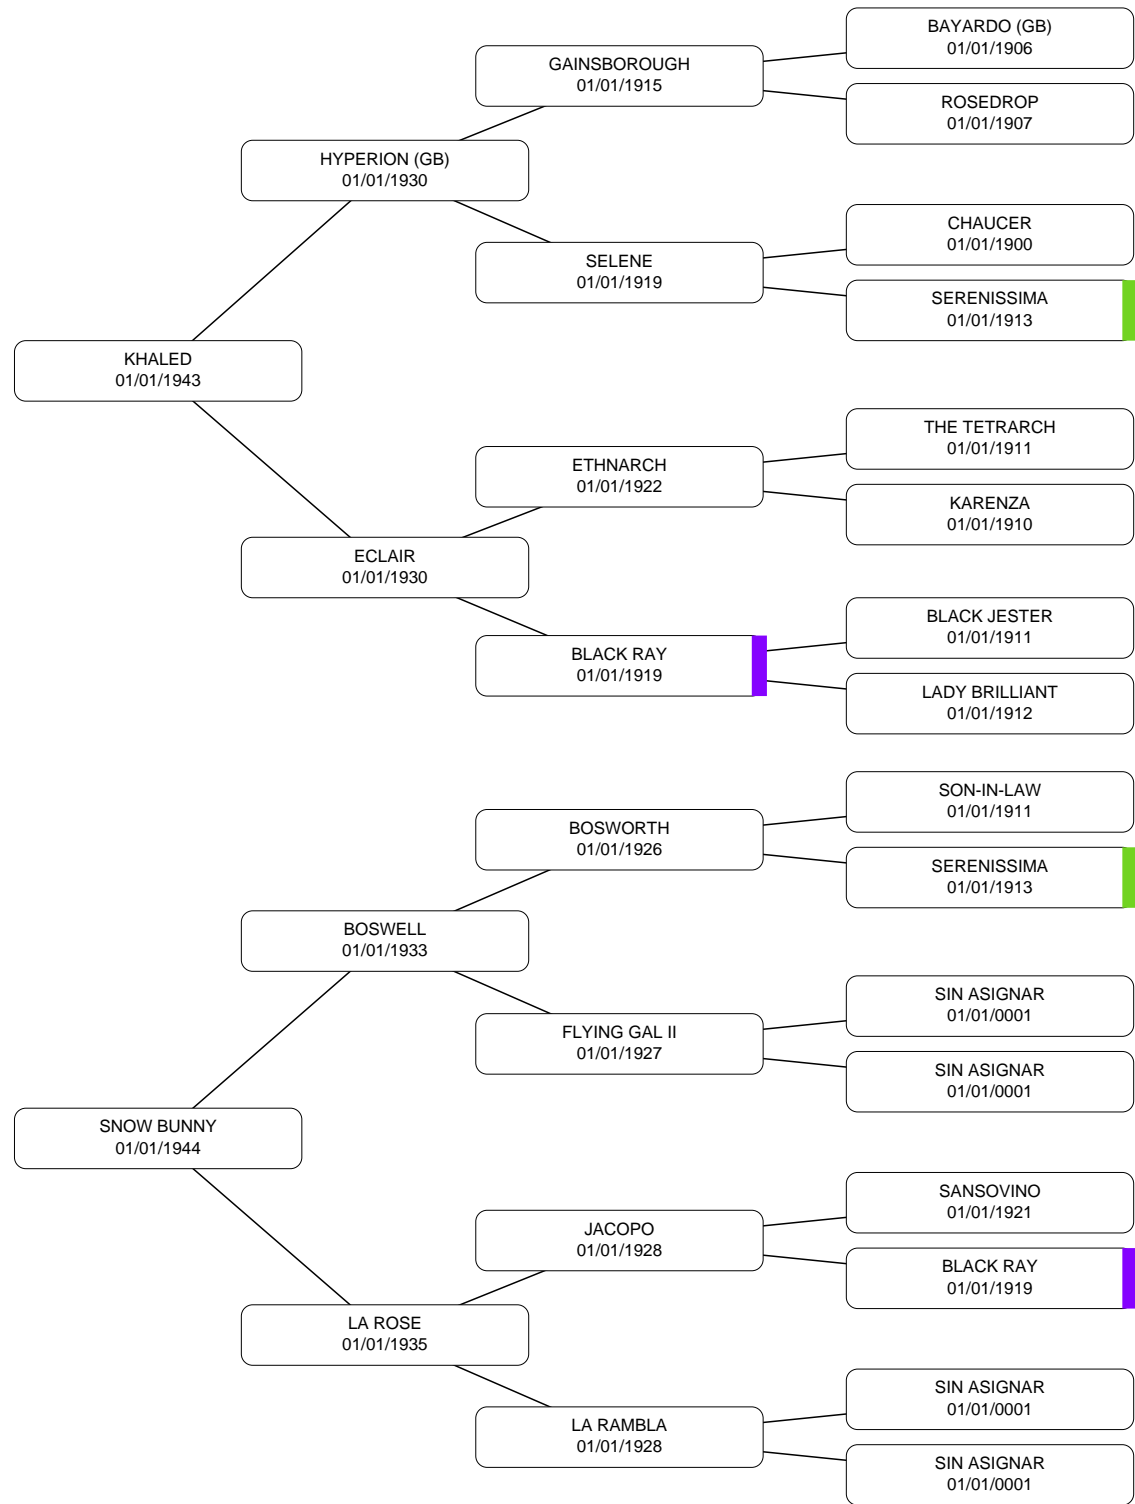 BAYARDO (GB)
01/01/1906
GAINSBOROUGH
01/01/1915
ROSEDROP
01/01/1907
HYPERION (GB)
01/01/1930
CHAUCER
01/01/1900
SELENE
01/01/1919
SERENISSIMA
01/01/1913
KHALED
01/01/1943
THE TETRARCH
01/01/1911
ETHNARCH
01/01/1922
KARENZA
01/01/1910
ECLAIR
01/01/1930
BLACK JESTER
01/01/1911
BLACK RAY
01/01/1919
LADY BRILLIANT
01/01/1912
SON-IN-LAW
01/01/1911
BOSWORTH
01/01/1926
SERENISSIMA
01/01/1913
BOSWELL
01/01/1933
SIN ASIGNAR
01/01/0001
FLYING GAL II
01/01/1927
SIN ASIGNAR
01/01/0001
SNOW BUNNY
01/01/1944
SANSOVINO
01/01/1921
JACOPO
01/01/1928
BLACK RAY
01/01/1919
LA ROSE
01/01/1935
SIN ASIGNAR
01/01/0001
LA RAMBLA
01/01/1928
SIN ASIGNAR
01/01/0001